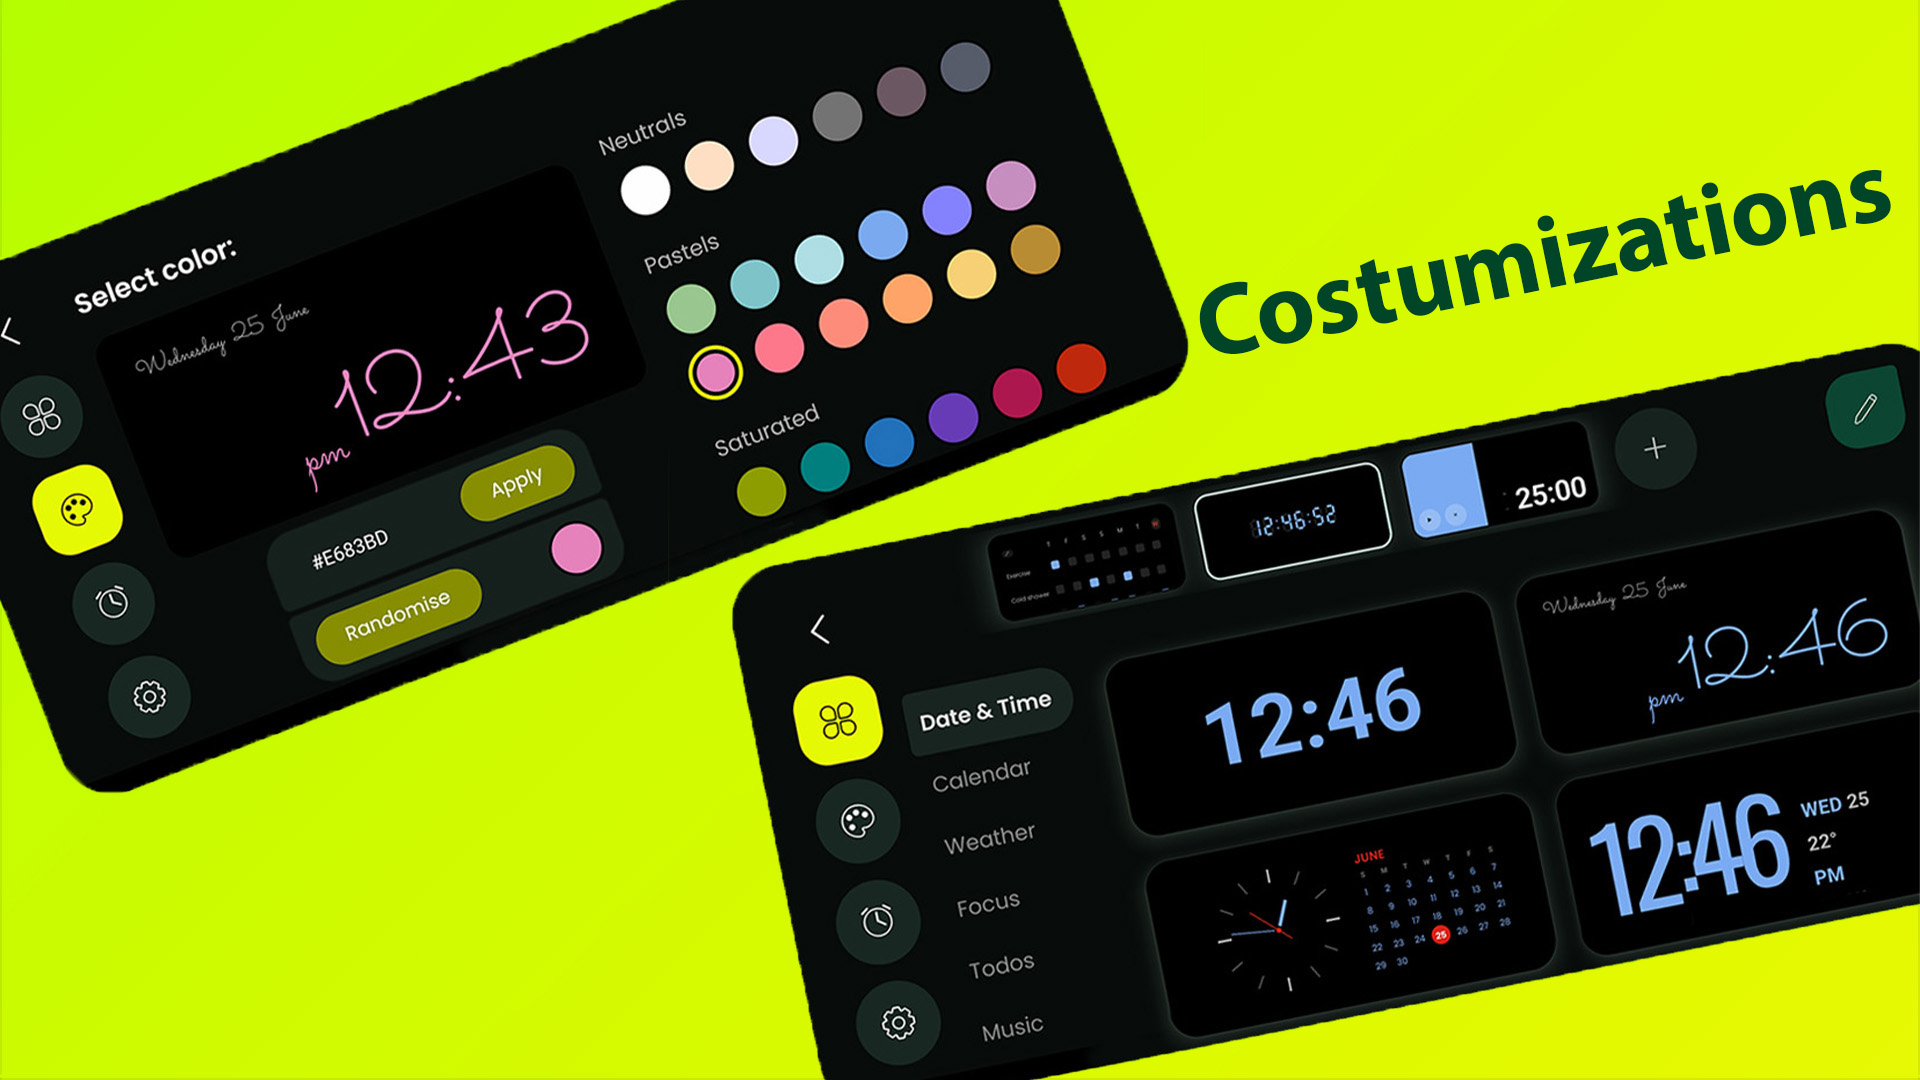 Select color:
Wednesday 25 June
12:43
pm
#E683BD
Apply
Randomise
Neutrals
Pastels
Saturated
Costumizations
T F S S M T W
Exercise
Cold shower
12:46:52
25:00
Date & Time
Calendar
Weather
Focus
Todos
Music
12:46
Wednesday 25 June
12:46
pm
JUNE
S M T W T F S
1 2 3 4 5 6 7
8 9 10 11 12 13 14
15 16 17 18 19 20 21
22 23 24 25 26 27 28
29 30
12:46
WED 25
22°
PM